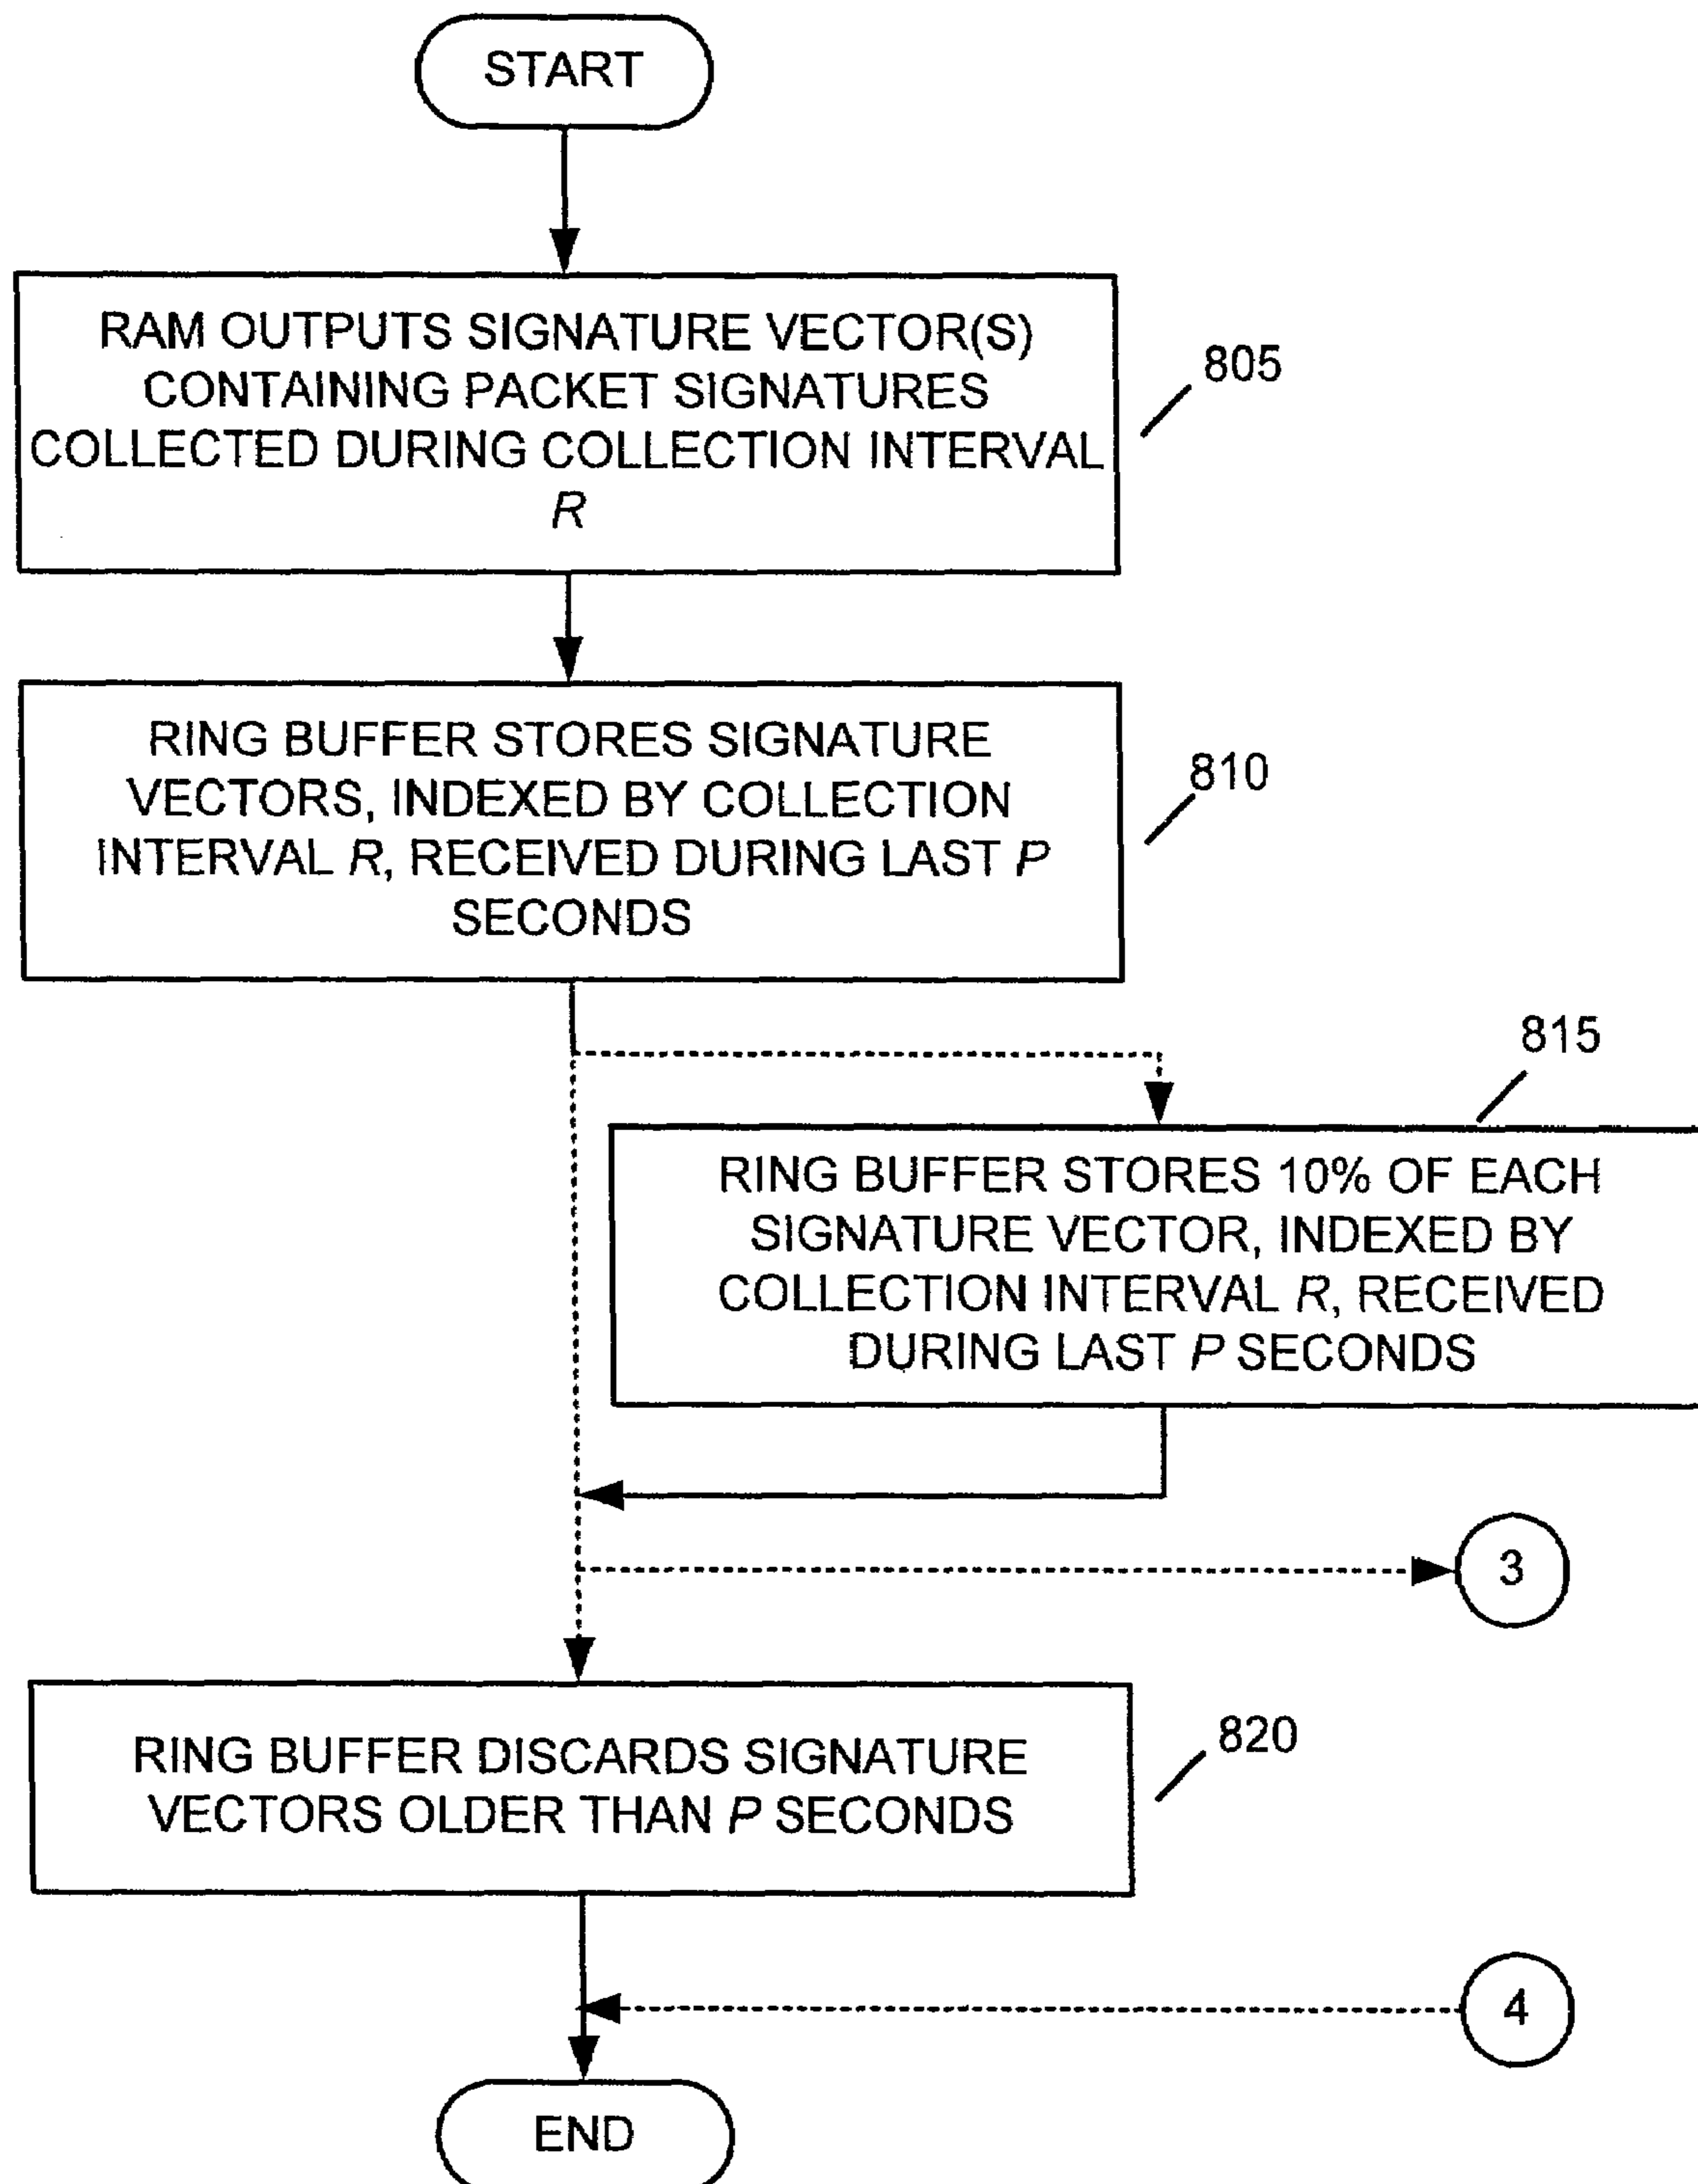 START
RAM OUTPUTS SIGNATURE VECTOR(S)
CONTAINING PACKET SIGNATURES
COLLECTED DURING COLLECTION INTERVAL
R
805
RING BUFFER STORES SIGNATURE
VECTORS, INDEXED BY COLLECTION
INTERVAL R, RECEIVED DURING LAST P
SECONDS
810
815
RING BUFFER STORES 10% OF EACH
SIGNATURE VECTOR, INDEXED BY
COLLECTION INTERVAL R, RECEIVED
DURING LAST P SECONDS
3
RING BUFFER DISCARDS SIGNATURE
VECTORS OLDER THAN P SECONDS
820
4
END